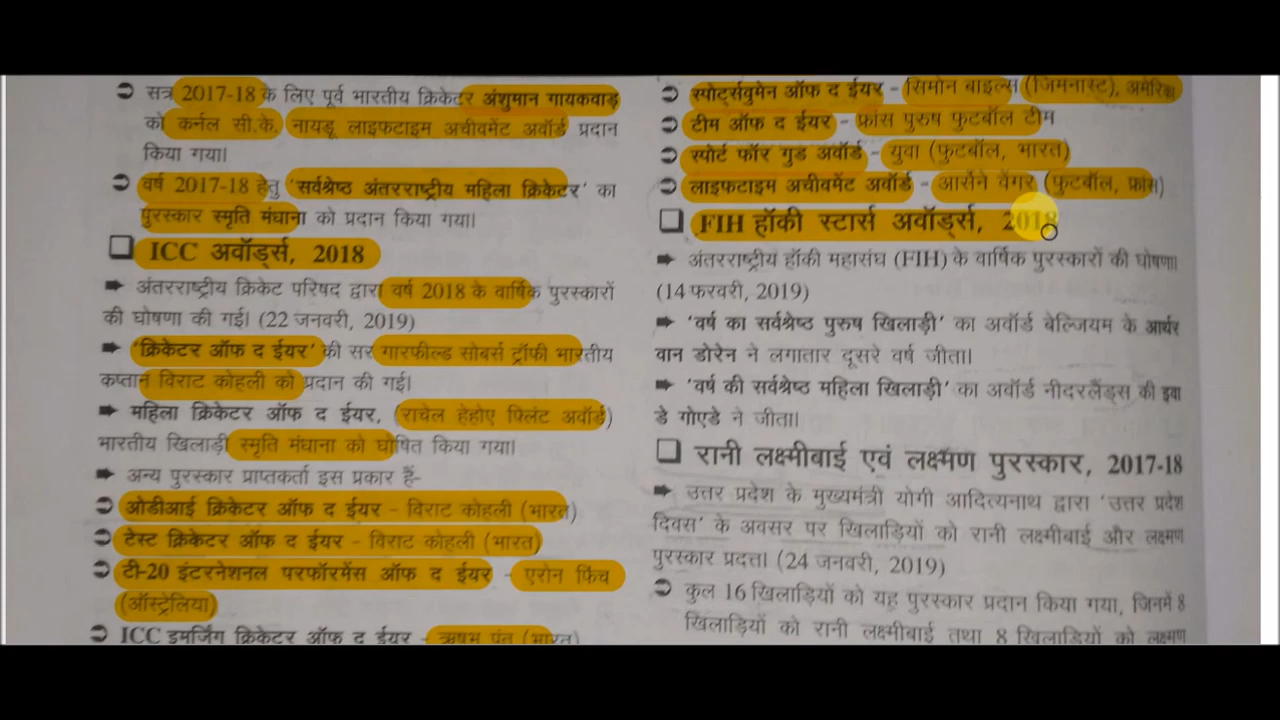 सत्र 2017-18 के लिए पूर्व भारतीय क्रिकेटर अंशुमान गायकवाड़
को कर्नल सी.के. नायडू लाइफटाइम अचीवमेंट अवॉर्ड प्रदान
किया गया।
वर्ष 2017-18 हेतु 'सर्वश्रेष्ठ अंतरराष्ट्रीय महिला क्रिकेटर' का
पुरस्कार स्मृति मंधाना को प्रदान किया गया।
ICC अवॉर्ड्स, 2018
अंतरराष्ट्रीय क्रिकेट परिषद द्वारा वर्ष 2018 के वार्षिक पुरस्कारों
की घोषणा की गई। (22 जनवरी, 2019)
'क्रिकेटर ऑफ द ईयर' की सर गारफील्ड सोबर्स ट्रॉफी भारतीय
कप्तान विराट कोहली को प्रदान की गई।
महिला क्रिकेटर ऑफ द ईयर, (राचेल हेहोए फ्लिंट अवॉर्ड)
भारतीय खिलाड़ी स्मृति मंधाना को घोषित किया गया।
अन्य पुरस्कार प्राप्तकर्ता इस प्रकार हैं-
ओडीआई क्रिकेटर ऑफ द ईयर - विराट कोहली (भारत)
टेस्ट क्रिकेटर ऑफ द ईयर - विराट कोहली (भारत)
टी-20 इंटरनेशनल परफॉरमेंस ऑफ द ईयर - एरोन फिंच
(ऑस्ट्रेलिया)
ICC इमर्जिंग क्रिकेटर ऑफ द ईयर - ऋषभ पंत (भारत)
स्पोर्ट्सवुमेन ऑफ द ईयर - सिमोन बाइल्स (जिमनास्ट), अमेरिका
टीम ऑफ द ईयर - फ्रांस पुरुष फुटबॉल टीम
स्पोर्ट फॉर गुड अवॉर्ड - युवा (फुटबॉल, भारत)
लाइफटाइम अचीवमेंट अवॉर्ड - आर्सेने वेंगर (फुटबॉल, फ्रांस)
FIH हॉकी स्टार्स अवॉर्ड्स, 2018
अंतरराष्ट्रीय हॉकी महासंघ (FIH) के वार्षिक पुरस्कारों की घोषणा।
(14 फरवरी, 2019)
'वर्ष का सर्वश्रेष्ठ पुरुष खिलाड़ी' का अवॉर्ड बेल्जियम के आर्थर
वान डोरेन ने लगातार दूसरे वर्ष जीता।
'वर्ष की सर्वश्रेष्ठ महिला खिलाड़ी' का अवॉर्ड नीदरलैंड्स की इवा
डे गोएडे ने जीता।
रानी लक्ष्मीबाई एवं लक्ष्मण पुरस्कार, 2017-18
उत्तर प्रदेश के मुख्यमंत्री योगी आदित्यनाथ द्वारा 'उत्तर प्रदेश
दिवस' के अवसर पर खिलाड़ियों को रानी लक्ष्मीबाई और लक्ष्मण
पुरस्कार प्रदत्त। (24 जनवरी, 2019)
कुल 16 खिलाड़ियों को यह पुरस्कार प्रदान किया गया, जिनमें 8
खिलाड़ियों को रानी लक्ष्मीबाई तथा 8 खिलाड़ियों को लक्ष्मण